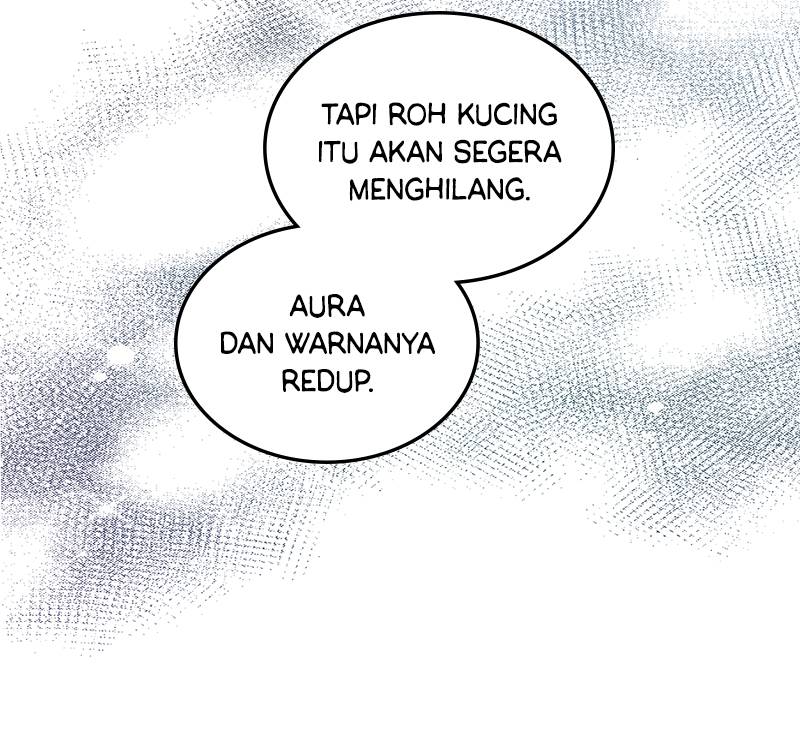 TAPI ROH KUCING
ITU AKAN SEGERA
MENGHILANG.
AURA
DAN WARNANYA
REDUP.